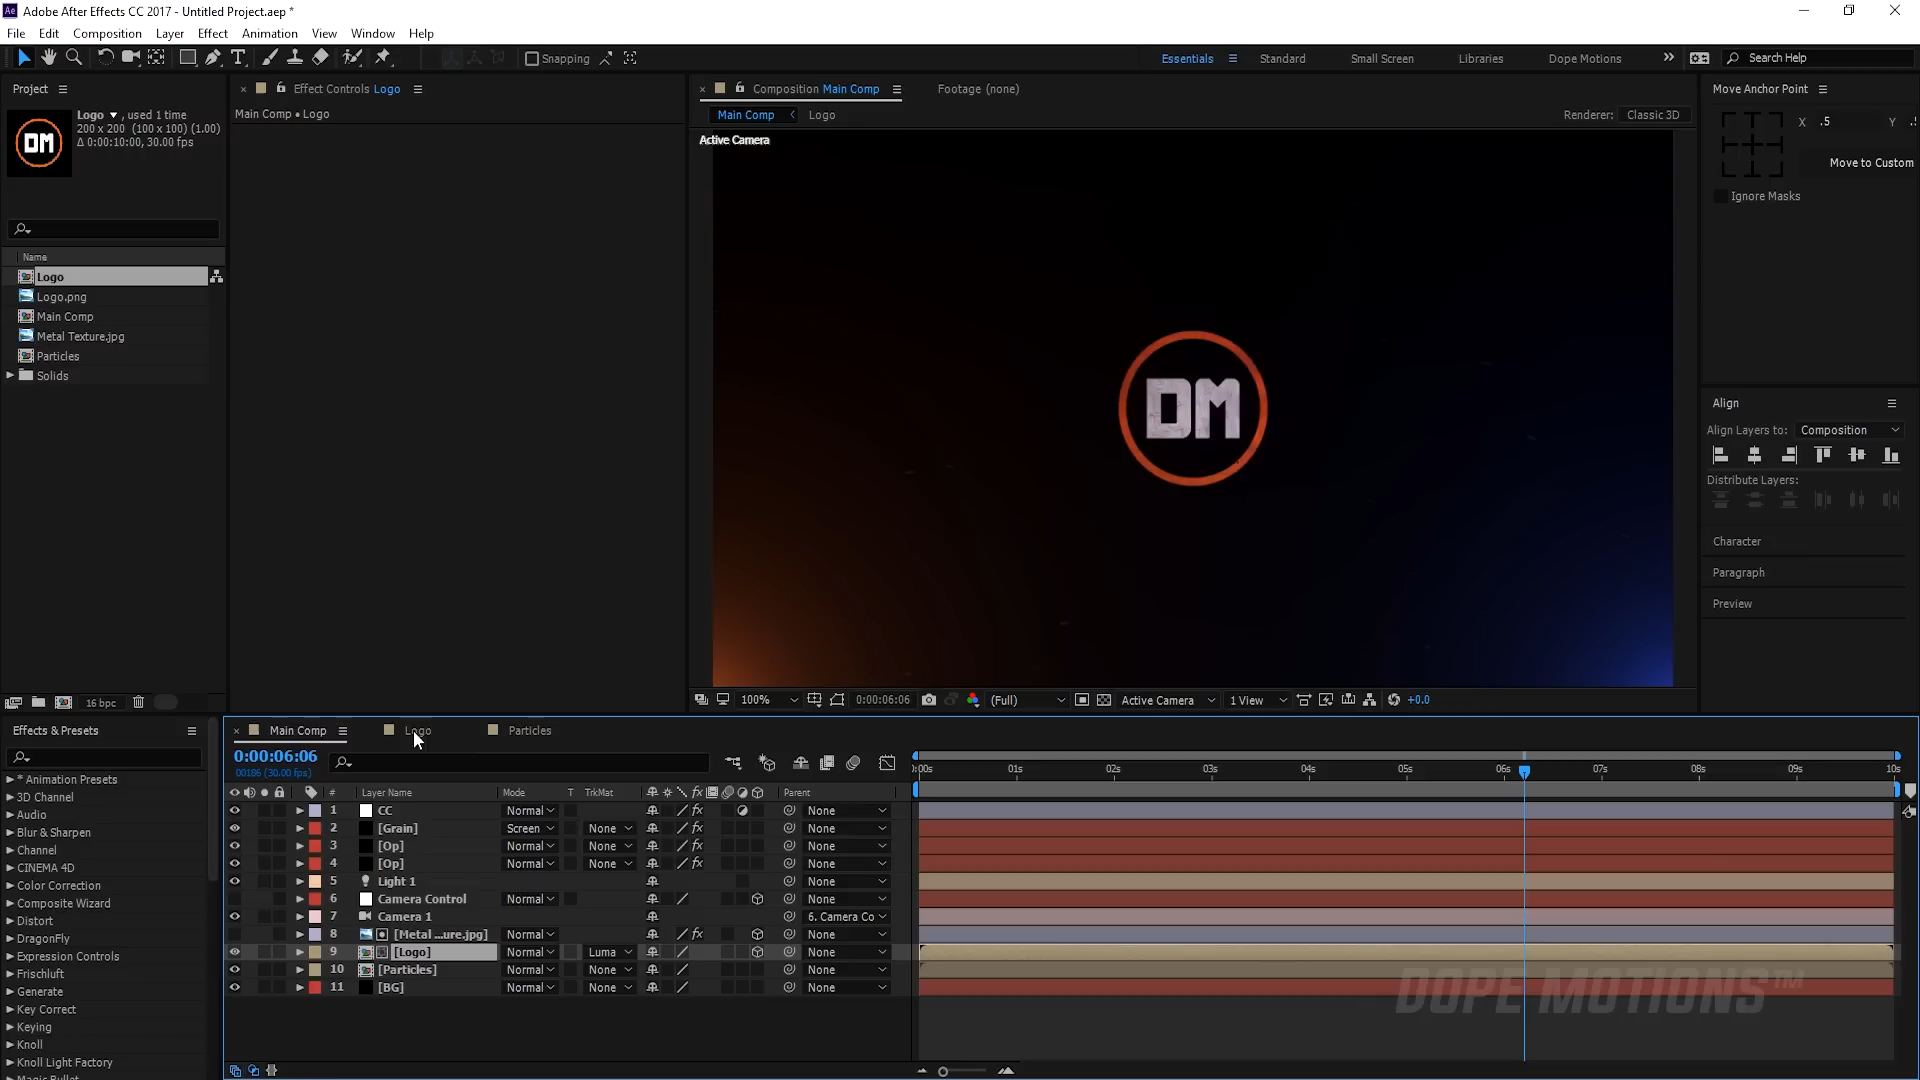 Adobe After Effects CC 2017 - Untitled Project.aep *
File Edit Composition Layer Effect Animation View Window Help
Snapping
Essentials Standard Small Screen Libraries Dope Motions
Search Help
Project
Effect Controls Logo
Composition Main Comp
Footage (none)
Move Anchor Point
Logo , used 1 time
200 x 200 (100 x 100) (1.00)
Δ 0:00:10:00, 30.00 fps
DM
Main Comp • Logo
Main Comp Logo
Renderer: Classic 3D
X .5 Y
Active Camera
Move to Custom
Ignore Masks
Name
Logo
Logo.png
Main Comp
Metal Texture.jpg
Particles
Solids
DM
Align
Align Layers to: Composition
Distribute Layers:
Character
Paragraph
Preview
16 bpc
100% 0:00:06:06 (Full) Active Camera 1 View +0.0
Effects & Presets
Main Comp Logo Particles
0:00:06:06
00186 (30.00 fps)
:00s 01s 02s 03s 04s 05s 06s 07s 08s 09s 10s
# Layer Name Mode T TrkMat Parent
1 CC Normal None
2 [Grain] Screen None None
3 [Op] Normal None None
4 [Op] Normal None None
5 Light 1 None
6 Camera Control Normal None
7 Camera 1 6. Camera Co
8 [Metal ...ure.jpg] Normal None
9 [Logo] Normal Luma None
10 [Particles] Normal None None
11 [BG] Normal None None
* Animation Presets
3D Channel
Audio
Blur & Sharpen
Channel
CINEMA 4D
Color Correction
Composite Wizard
Distort
DragonFly
Expression Controls
Frischluft
Generate
Key Correct
Keying
Knoll
Knoll Light Factory
Magic Bullet
DOPE MOTIONS™